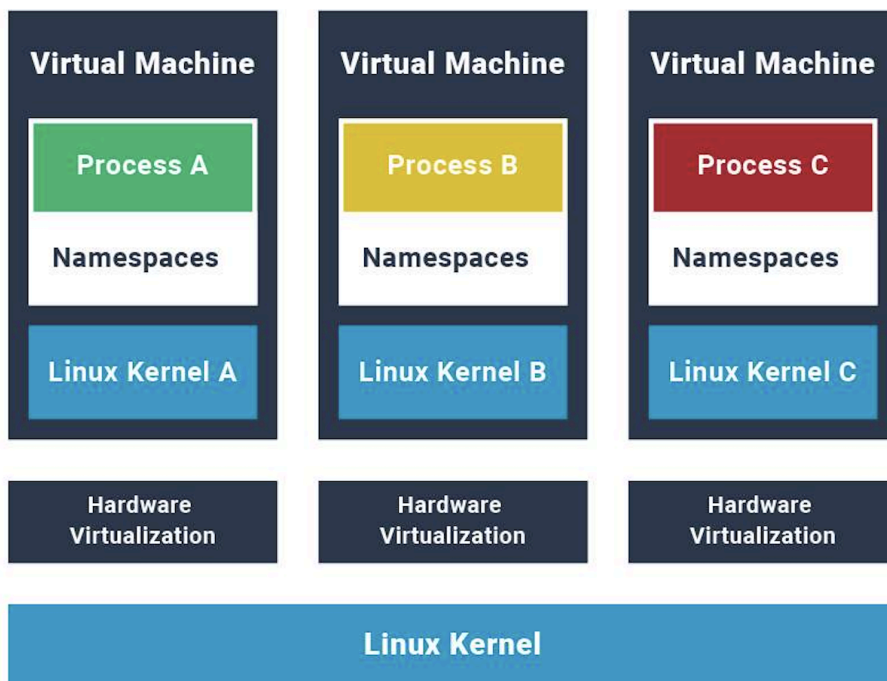 Virtual Machine
Process A
Namespaces
Linux Kernel A
Hardware
Virtualization
Virtual Machine
Process B
Namespaces
Linux Kernel B
Hardware
Virtualization
Virtual Machine
Process C
Namespaces
Linux Kernel C
Hardware
Virtualization
Linux Kernel